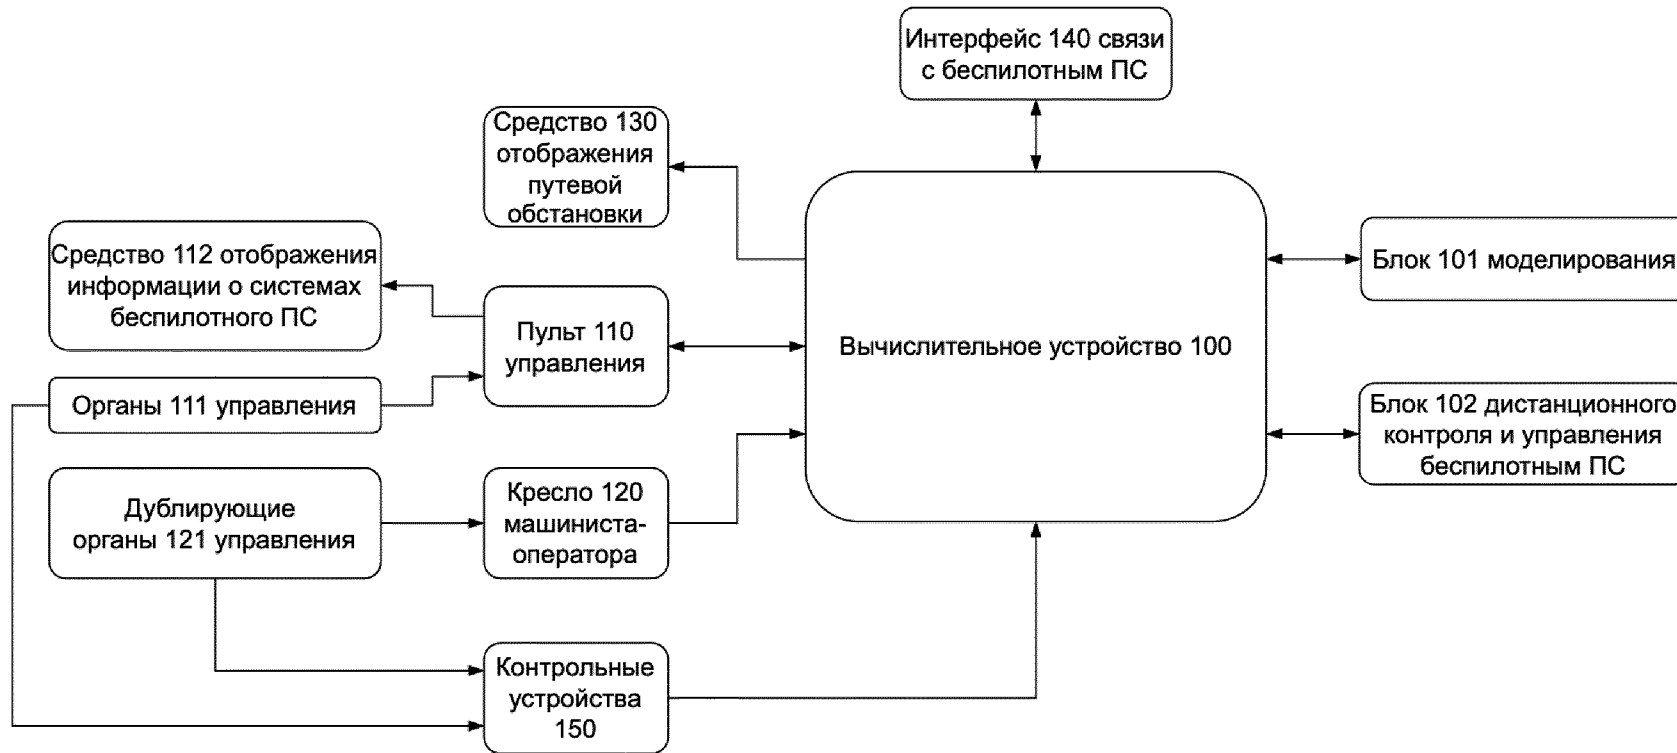 Интерфейс 140 связи
с беспилотным ПС
Средство 130
отображения
путевой
обстановки
Средство 112 отображения
информации о системах
беспилотного ПС
Пульт 110
управления
Вычислительное устройство 100
Блок 101 моделирования
Органы 111 управления
Блок 102 дистанционного
контроля и управления
беспилотным ПС
Дублирующие
органы 121 управления
Кресло 120
машиниста-
оператора
Контрольные
устройства
150